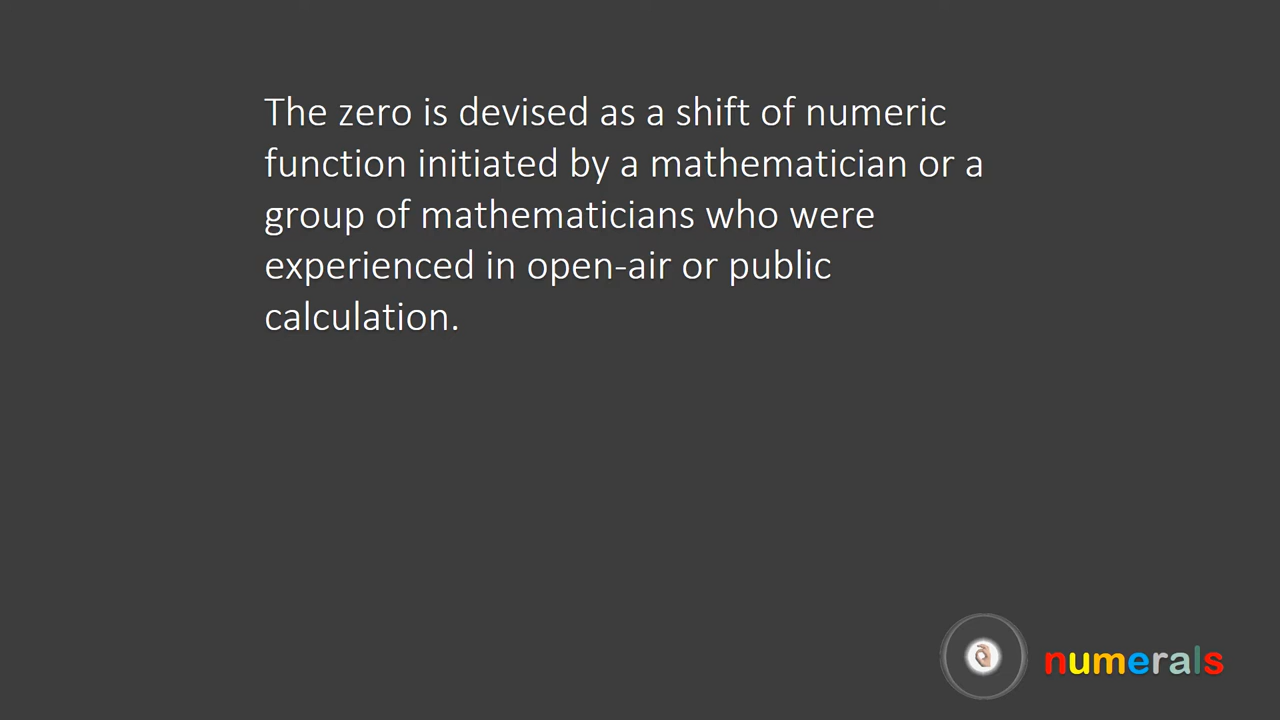 The zero is devised as a shift of numeric
function initiated by a mathematician or a
group of mathematicians who were
experienced in open-air or public
calculation.
numerals